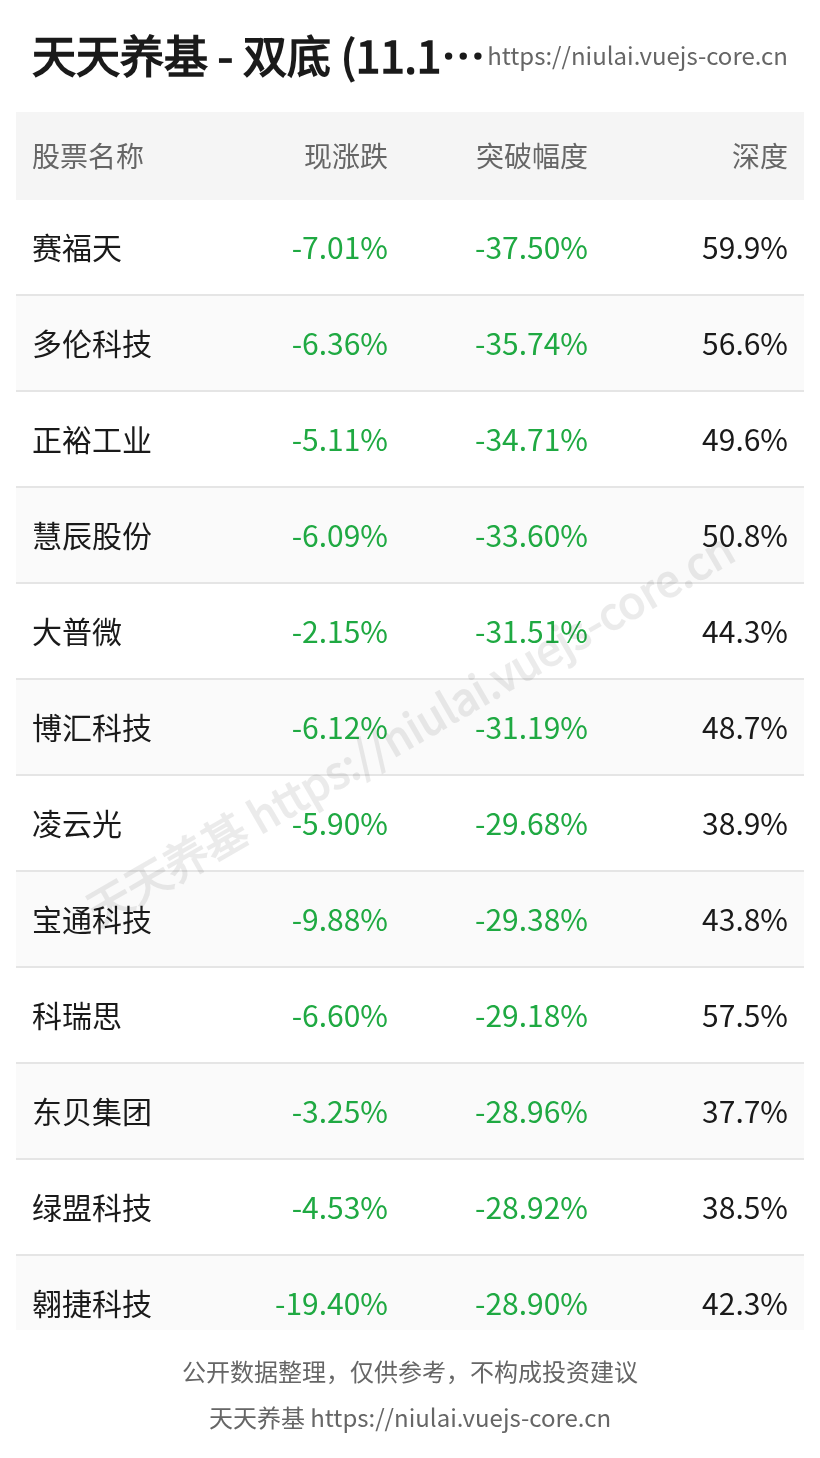 天天养基 - 双底 (11.1… https://niulai.vuejs-core.cn
股票名称 现涨跌 突破幅度 深度
赛福天 -7.01% -37.50% 59.9%
多伦科技 -6.36% -35.74% 56.6%
正裕工业 -5.11% -34.71% 49.6%
慧辰股份 -6.09% -33.60% 50.8%
大普微 -2.15% -31.51% 44.3%
博汇科技 -6.12% -31.19% 48.7%
凌云光 -5.90% -29.68% 38.9%
宝通科技 -9.88% -29.38% 43.8%
科瑞思 -6.60% -29.18% 57.5%
东贝集团 -3.25% -28.96% 37.7%
绿盟科技 -4.53% -28.92% 38.5%
翱捷科技 -19.40% -28.90% 42.3%
天天养基 https://niulai.vuejs-core.cn
公开数据整理，仅供参考，不构成投资建议
天天养基 https://niulai.vuejs-core.cn